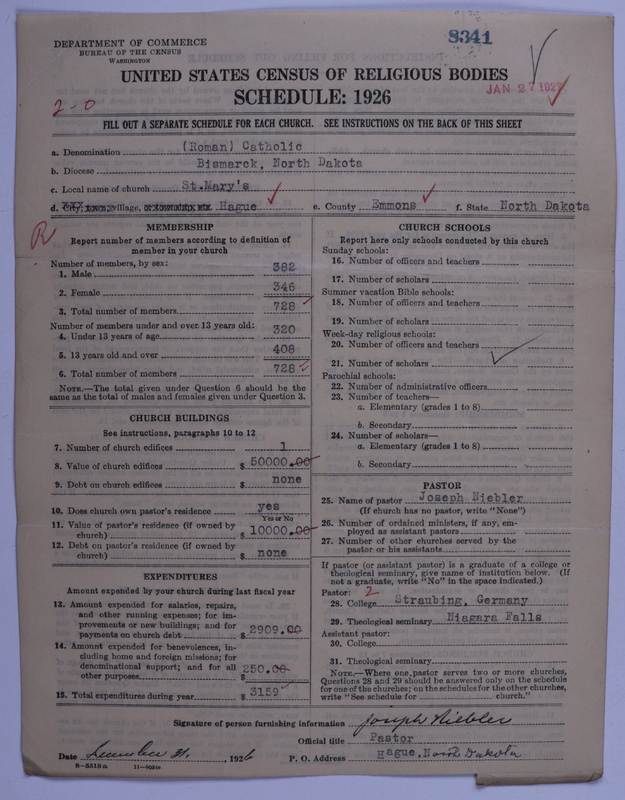 8341
DEPARTMENT OF COMMERCE
BUREAU OF THE CENSUS
WASHINGTON
UNITED STATES CENSUS OF RELIGIOUS BODIES
SCHEDULE: 1926
JAN 27 1927
2-0
FILL OUT A SEPARATE SCHEDULE FOR EACH CHURCH. SEE INSTRUCTIONS ON THE BACK OF THIS SHEET
a. Denomination (Roman) Catholic
b. Diocese Bismarck, North Dakota
c. Local name of church St.Mary's
d. City, town, village, or township, etc. Hague e. County Emmons f. State North Dakota
R
MEMBERSHIP
Report number of members according to definition of
member in your church
Number of members, by sex:
1. Male 382
2. Female 346
3. Total number of members 728
Number of members under and over 13 years old:
4. Under 13 years of age 320
5. 13 years old and over 408
6. Total number of members 728
NOTE.—The total given under Question 6 should be the
same as the total of males and females given under Question 3.
CHURCH BUILDINGS
See instructions, paragraphs 10 to 12
7. Number of church edifices 1
8. Value of church edifices $ 50000.00
9. Debt on church edifices $ none
10. Does church own pastor's residence yes
Yes or No
11. Value of pastor's residence (if owned by
church) $ 10000.00
12. Debt on pastor's residence (if owned by
church) $ none
EXPENDITURES
Amount expended by your church during last fiscal year
13. Amount expended for salaries, repairs,
and other running expenses; for im-
provements or new buildings; and for
payments on church debt $ 2909.00
14. Amount expended for benevolences, in-
cluding home and foreign missions; for
denominational support; and for all
other purposes $ 250.00
15. Total expenditures during year $ 3159
CHURCH SCHOOLS
Report here only schools conducted by this church
Sunday schools:
16. Number of officers and teachers
17. Number of scholars
Summer vacation Bible schools:
18. Number of officers and teachers
19. Number of scholars
Week-day religious schools:
20. Number of officers and teachers
21. Number of scholars
Parochial schools:
22. Number of administrative officers
23. Number of teachers—
a. Elementary (grades 1 to 8)
b. Secondary
24. Number of scholars—
a. Elementary (grades 1 to 8)
b. Secondary
PASTOR
25. Name of pastor Joseph Niebler
(If church has no pastor, write "None")
26. Number of ordained ministers, if any, em-
ployed as assistant pastors
27. Number of other churches served by the
pastor or his assistants
If pastor (or assistant pastor) is a graduate of a college or
theological seminary, give name of institution below. (If
not a graduate, write "No" in the space indicated.)
Pastor: 2
28. College Straubing, Germany
29. Theological seminary Niagara Falls
Assistant pastor:
30. College
31. Theological seminary
NOTE.—Where one pastor serves two or more churches,
Questions 28 and 29 should be answered only on the schedule
for one of the churches; on the schedules for the other churches,
write "See schedule for church."
Signature of person furnishing information Joseph Niebler
Official title Pastor
Date December 31, 1926 P. O. Address Hague, North Dakota
8—5519a 11—9054c